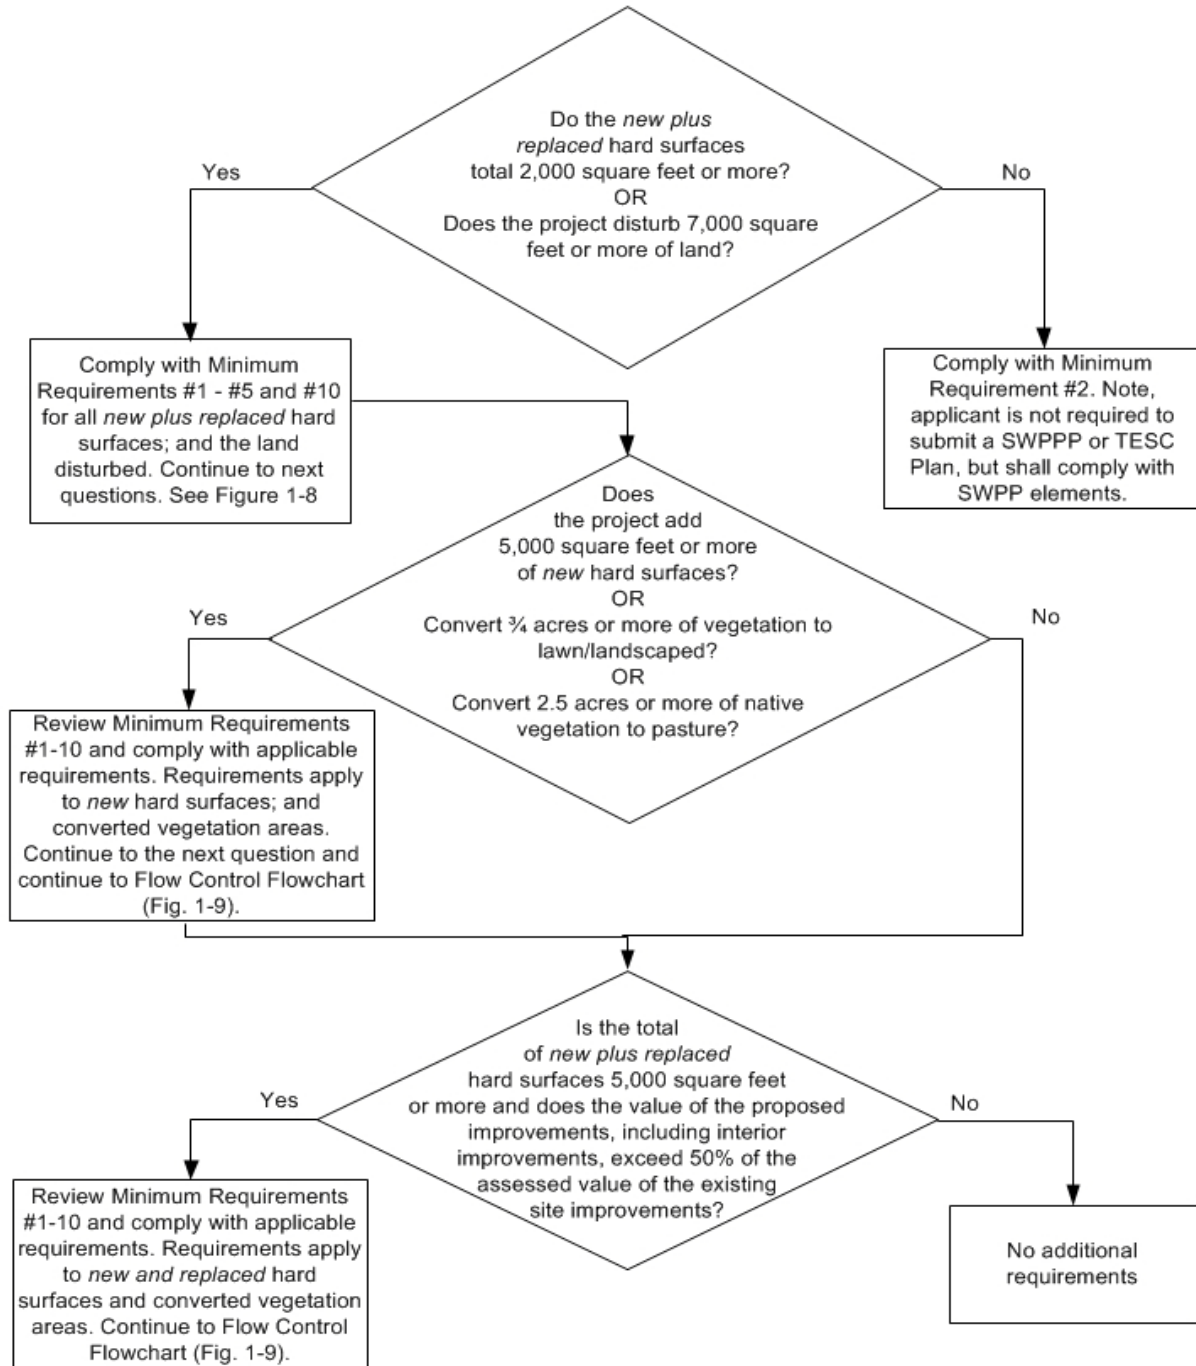 Do the new plus
replaced hard surfaces
total 2,000 square feet or more?
OR
Does the project disturb 7,000 square
feet or more of land?
Yes
No
Comply with Minimum
Requirements #1 - #5 and #10
for all new plus replaced hard
surfaces; and the land
disturbed. Continue to next
questions. See Figure 1-8
Comply with Minimum
Requirement #2. Note,
applicant is not required to
submit a SWPPP or TESC
Plan, but shall comply with
SWPP elements.
Does
the project add
5,000 square feet or more
of new hard surfaces?
OR
Convert ¾ acres or more of vegetation to
lawn/landscaped?
OR
Convert 2.5 acres or more of native
vegetation to pasture?
Yes
No
Review Minimum Requirements
#1-10 and comply with applicable
requirements. Requirements apply
to new hard surfaces; and
converted vegetation areas.
Continue to the next question and
continue to Flow Control Flowchart
(Fig. 1-9).
Is the total
of new plus replaced
hard surfaces 5,000 square feet
or more and does the value of the proposed
improvements, including interior
improvements, exceed 50% of the
assessed value of the existing
site improvements?
Yes
No
Review Minimum Requirements
#1-10 and comply with applicable
requirements. Requirements apply
to new and replaced hard
surfaces and converted vegetation
areas. Continue to Flow Control
Flowchart (Fig. 1-9).
No additional
requirements